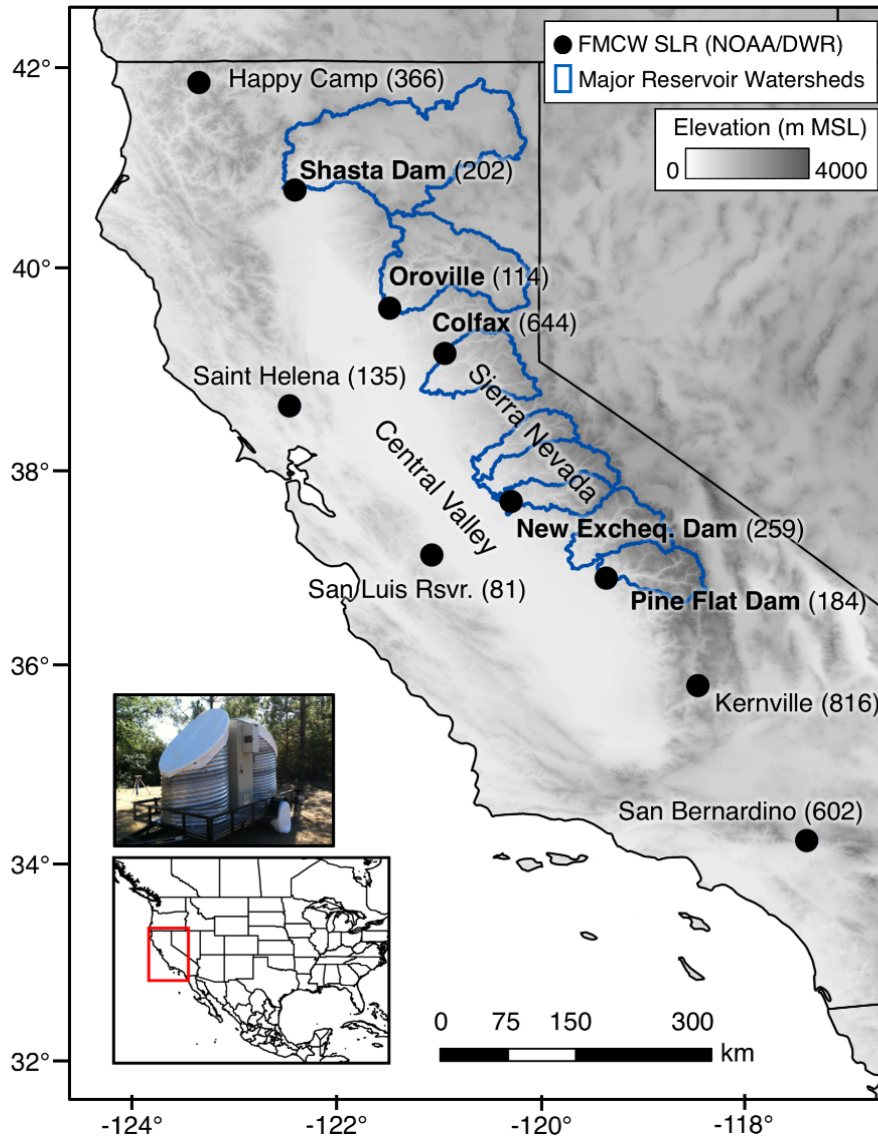 FMCW SLR (NOAA/DWR)
Major Reservoir Watersheds
Elevation (m MSL)
0
4000
42°
40°
38°
36°
34°
32°
Happy Camp (366)
Shasta Dam (202)
Oroville (114)
Colfax (644)
Saint Helena (135)
Sierra Nevada
Central Valley
New Excheq. Dam (259)
San Luis Rsvr. (81)
Pine Flat Dam (184)
Kernville (816)
San Bernardino (602)
0
75
150
300
km
-124°
-122°
-120°
-118°